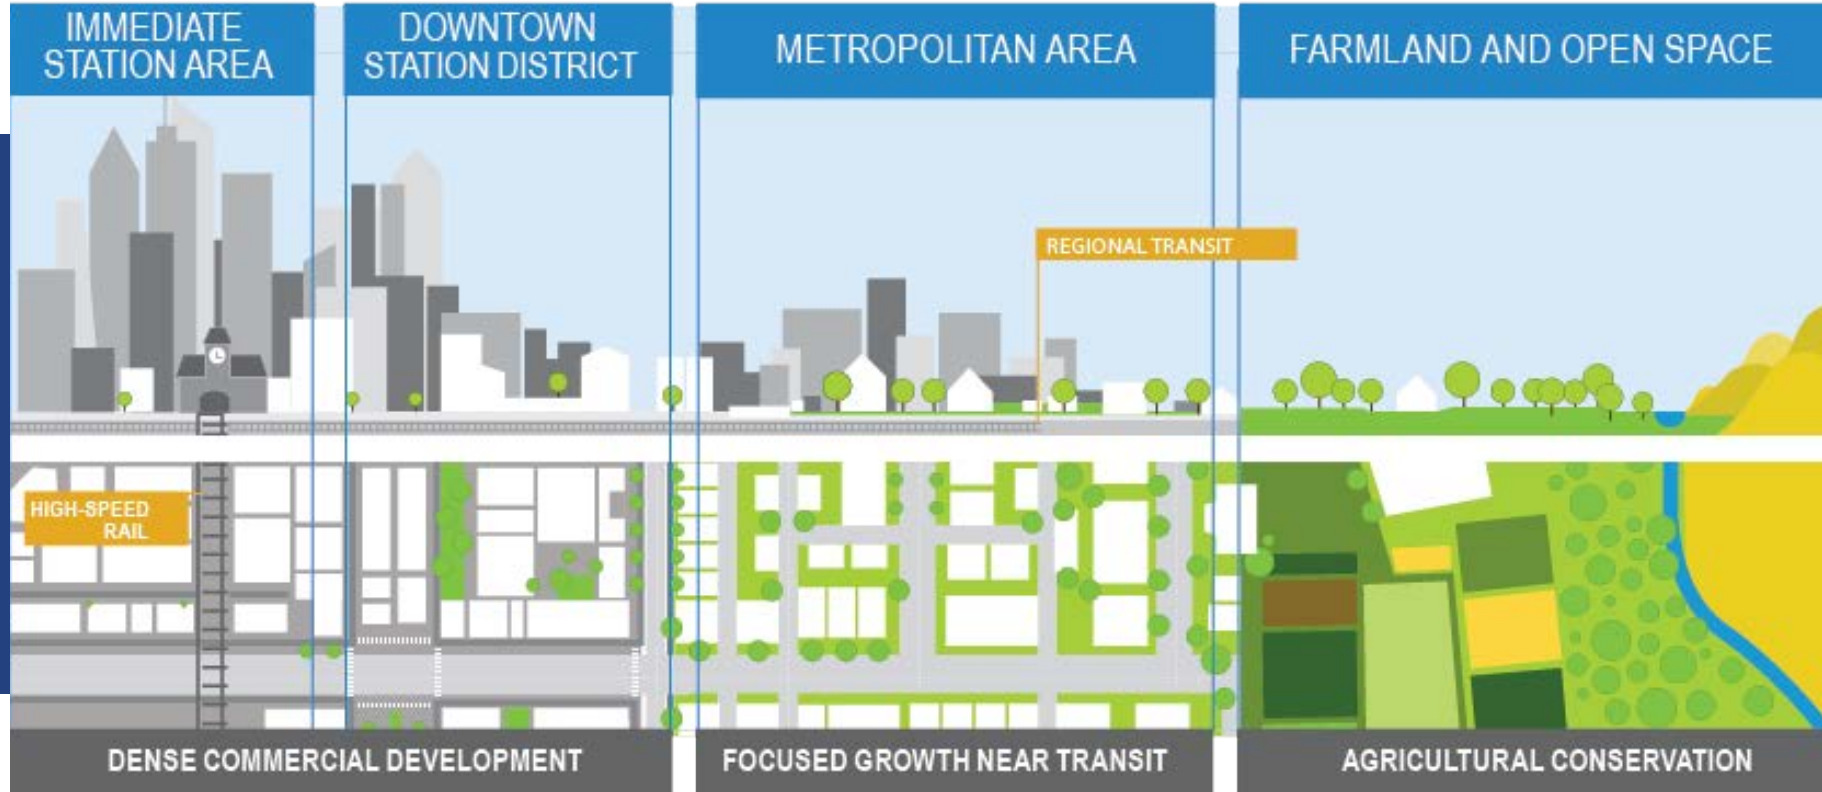 IMMEDIATE
STATION AREA
DOWNTOWN
STATION DISTRICT
METROPOLITAN AREA
FARMLAND AND OPEN SPACE
REGIONAL TRANSIT
HIGH-SPEED
RAIL
DENSE COMMERCIAL DEVELOPMENT
FOCUSED GROWTH NEAR TRANSIT
AGRICULTURAL CONSERVATION